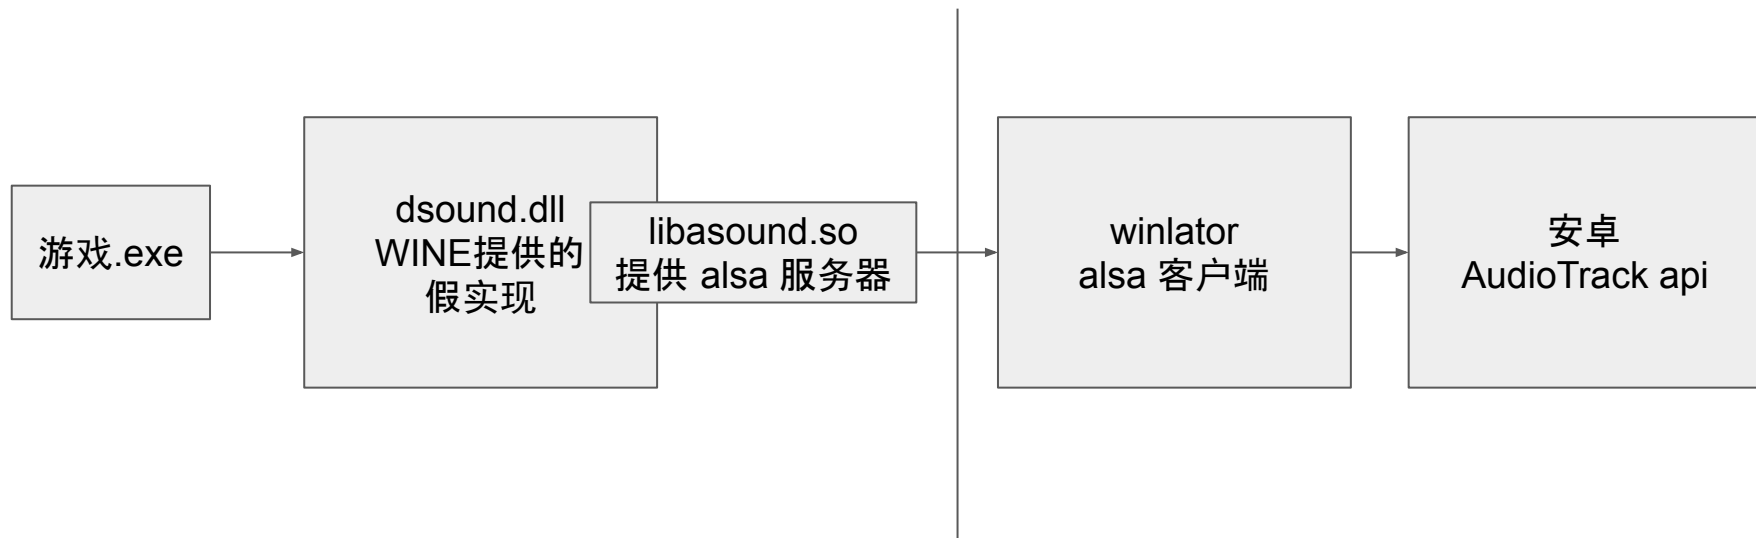 游戏.exe
dsound.dll
WINE提供的
假实现
libasound.so
提供 alsa 服务器
winlator
alsa 客户端
安卓
AudioTrack api